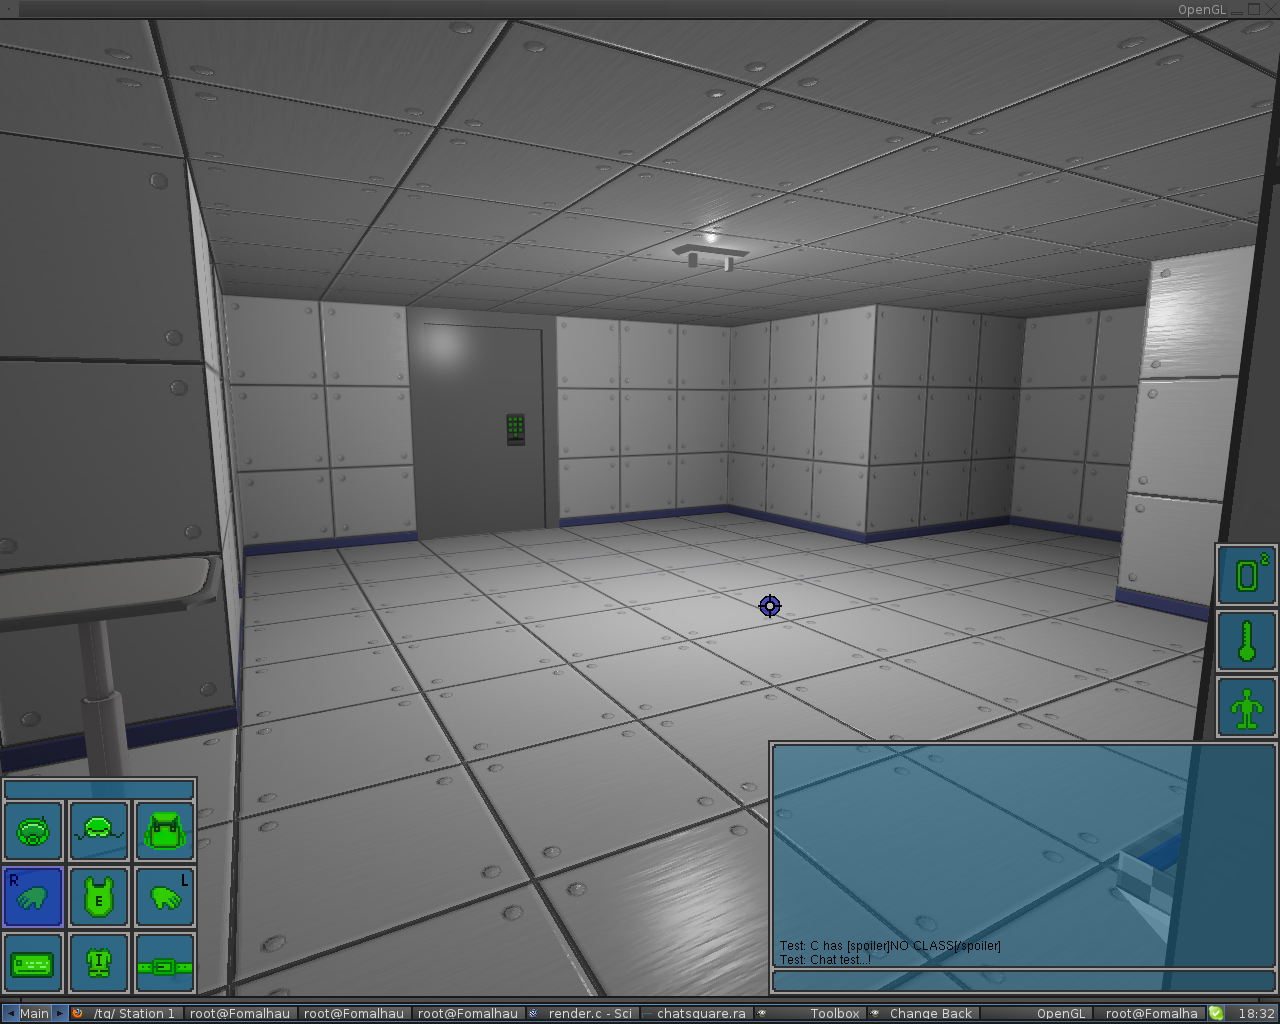 OpenGL
2
R
L
E
I
Test: C has [spoiler]NO CLASS[/spoiler]
Test: Chat test...!
Main /tg/ Station 1 root@Fomalhau root@Fomalhau root@Fomalhau render.c - Sci chatsquare.ra Toolbox Change Back OpenGL root@Fomalha 18:32